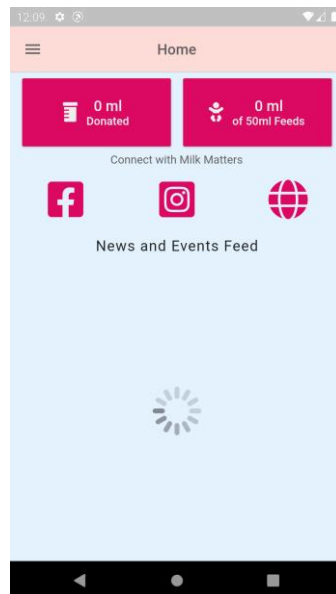 12:09
Home
0 ml
Donated
0 ml
of 50ml Feeds
Connect with Milk Matters
News and Events Feed